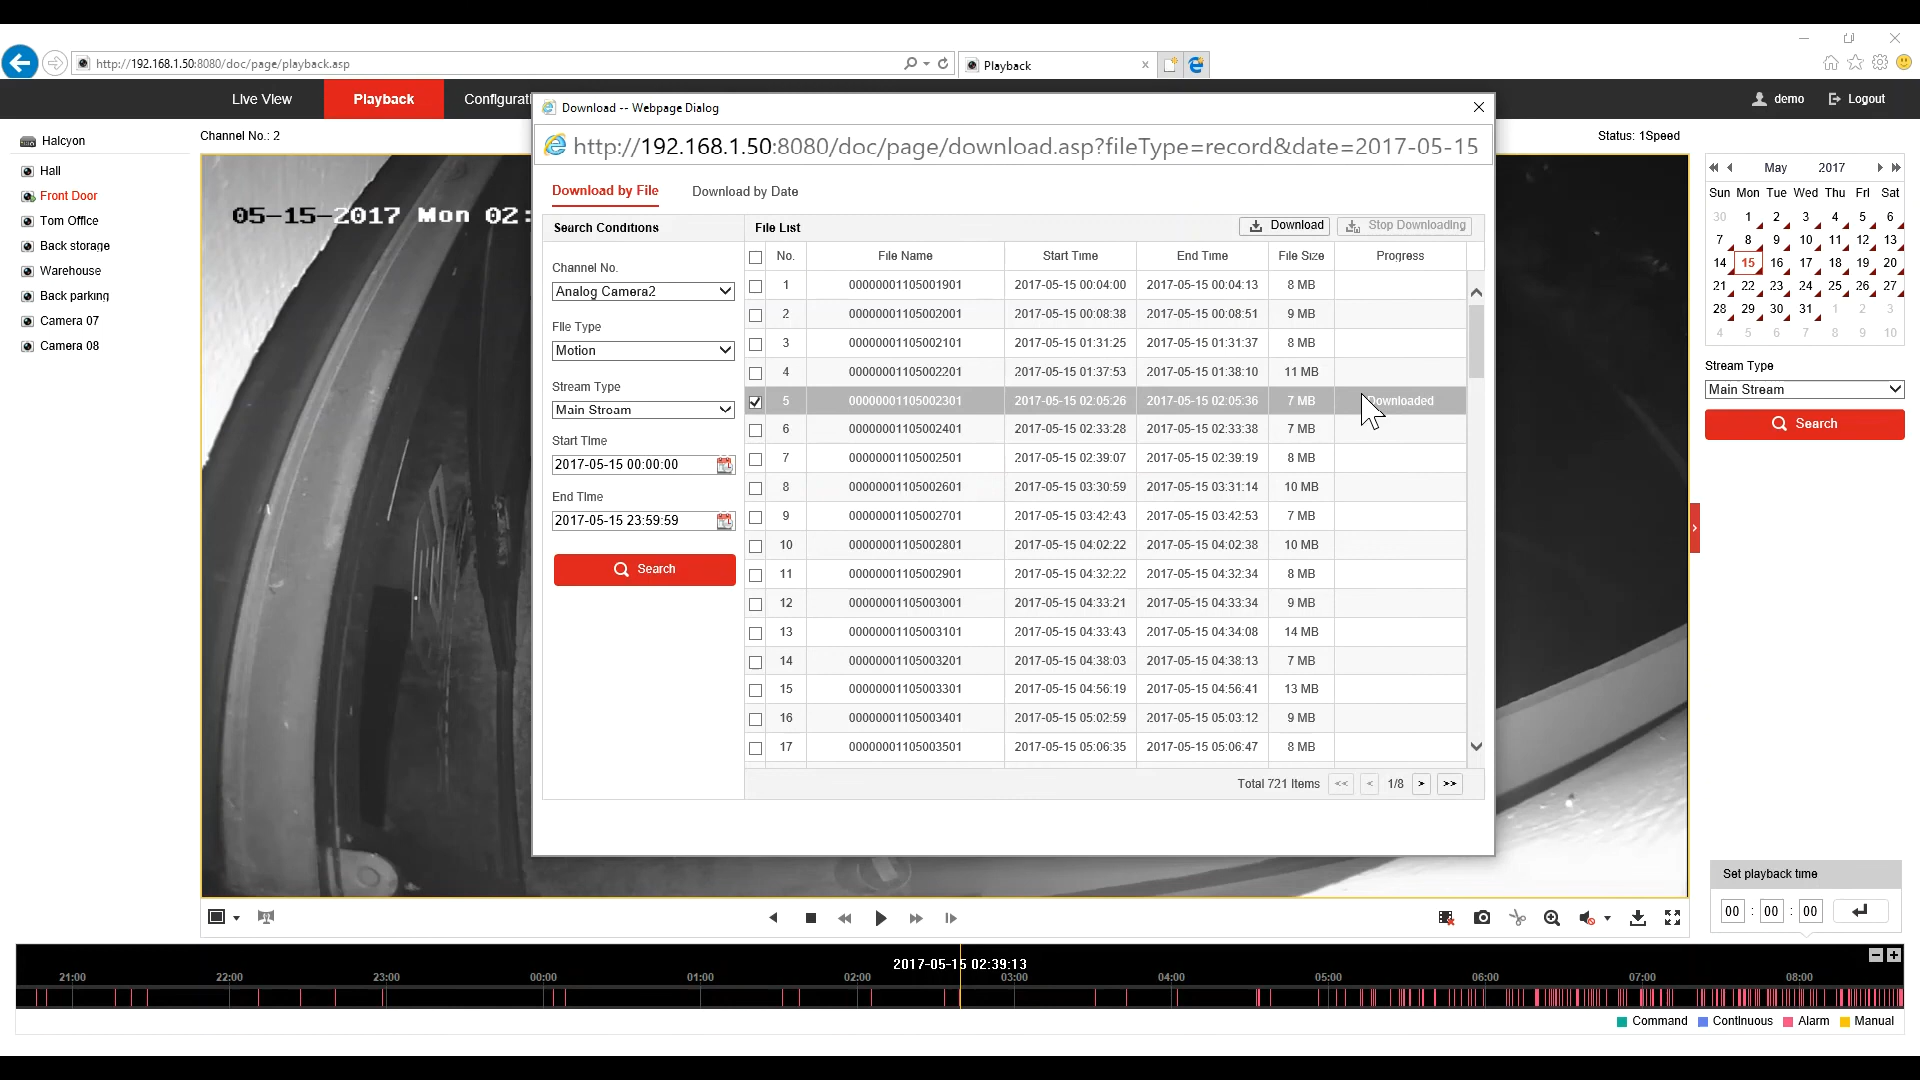 http://192.168.1.50:8080/doc/page/playback.asp
Playback
Live View
Playback
Configurati
demo
Logout
Halcyon
Hall
Front Door
Tom Office
Back storage
Warehouse
Back parking
Camera 07
Camera 08
Channel No.: 2
Status: 1Speed
05-15-2017 Mon 02:
Download -- Webpage Dialog
http://192.168.1.50:8080/doc/page/download.asp?fileType=record&date=2017-05-15
Download by File
Download by Date
Search Conditions
Channel No.
Analog Camera2
File Type
Motion
Stream Type
Main Stream
Start Time
2017-05-15 00:00:00
End Time
2017-05-15 23:59:59
Search
File List
Download
Stop Downloading
No. File Name Start Time End Time File Size Progress
1 00000001105001901 2017-05-15 00:04:00 2017-05-15 00:04:13 8 MB
2 00000001105002001 2017-05-15 00:08:38 2017-05-15 00:08:51 9 MB
3 00000001105002101 2017-05-15 01:31:25 2017-05-15 01:31:37 8 MB
4 00000001105002201 2017-05-15 01:37:53 2017-05-15 01:38:10 11 MB
5 00000001105002301 2017-05-15 02:05:26 2017-05-15 02:05:36 7 MB Downloaded
6 00000001105002401 2017-05-15 02:33:28 2017-05-15 02:33:38 7 MB
7 00000001105002501 2017-05-15 02:39:07 2017-05-15 02:39:19 8 MB
8 00000001105002601 2017-05-15 03:30:59 2017-05-15 03:31:14 10 MB
9 00000001105002701 2017-05-15 03:42:43 2017-05-15 03:42:53 7 MB
10 00000001105002801 2017-05-15 04:02:22 2017-05-15 04:02:38 10 MB
11 00000001105002901 2017-05-15 04:32:22 2017-05-15 04:32:34 8 MB
12 00000001105003001 2017-05-15 04:33:21 2017-05-15 04:33:34 9 MB
13 00000001105003101 2017-05-15 04:33:43 2017-05-15 04:34:08 14 MB
14 00000001105003201 2017-05-15 04:38:03 2017-05-15 04:38:13 7 MB
15 00000001105003301 2017-05-15 04:56:19 2017-05-15 04:56:41 13 MB
16 00000001105003401 2017-05-15 05:02:59 2017-05-15 05:03:12 9 MB
17 00000001105003501 2017-05-15 05:06:35 2017-05-15 05:06:47 8 MB
Total 721 Items << < 1/8 > >>
May 2017
Sun Mon Tue Wed Thu Fri Sat
30 1 2 3 4 5 6
7 8 9 10 11 12 13
14 15 16 17 18 19 20
21 22 23 24 25 26 27
28 29 30 31 1 2 3
4 5 6 7 8 9 10
Stream Type
Main Stream
Search
Set playback time
00 : 00 : 00
2017-05-15 02:39:13
21:00 22:00 23:00 00:00 01:00 02:00 03:00 04:00 05:00 06:00 07:00 08:00
Command Continuous Alarm Manual